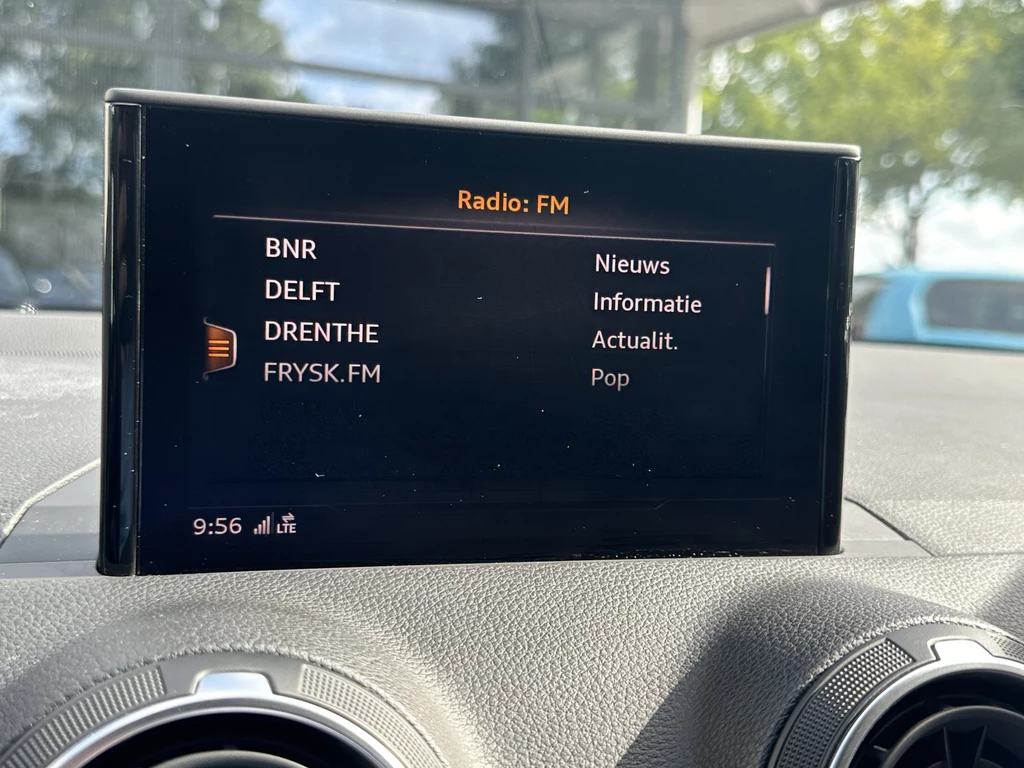 Radio: FM
BNR Nieuws
DELFT Informatie
DRENTHE Actualit.
FRYSK.FM Pop
9:56 LTE